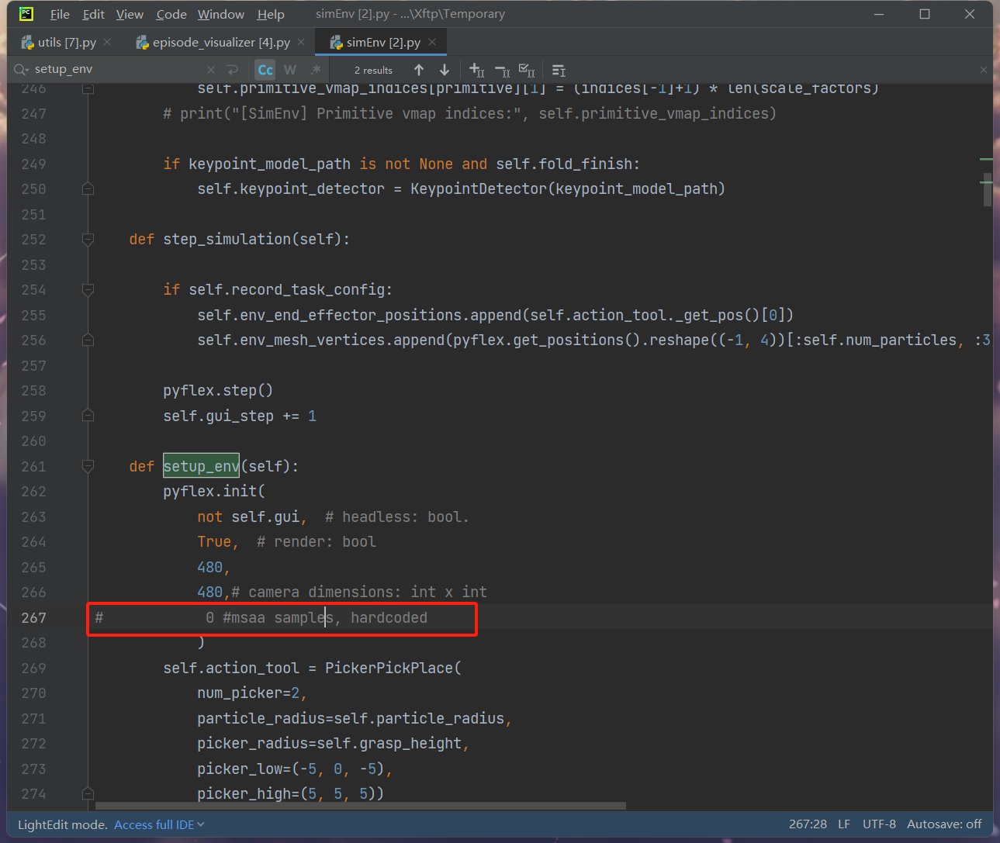 PC File Edit View Code Window Help simEnv [2].py - ...\Xftp\Temporary
utils [7].py episode_visualizer [4].py simEnv [2].py
setup_env Cc W .* 2 results
246 self.primitive_vmap_indices[primitive][1] = (indices[-1]+1) * len(scale_factors)
247 # print("[SimEnv] Primitive vmap indices:", self.primitive_vmap_indices)
248
249 if keypoint_model_path is not None and self.fold_finish:
250 self.keypoint_detector = KeypointDetector(keypoint_model_path)
251
252 def step_simulation(self):
253
254 if self.record_task_config:
255 self.env_end_effector_positions.append(self.action_tool._get_pos()[0])
256 self.env_mesh_vertices.append(pyflex.get_positions().reshape((-1, 4))[:self.num_particles, :3
257
258 pyflex.step()
259 self.gui_step += 1
260
261 def setup_env(self):
262 pyflex.init(
263 not self.gui, # headless: bool.
264 True, # render: bool
265 480,
266 480,# camera dimensions: int x int
267 # 0 #msaa samples, hardcoded
268 )
269 self.action_tool = PickerPickPlace(
270 num_picker=2,
271 particle_radius=self.particle_radius,
272 picker_radius=self.grasp_height,
273 picker_low=(-5, 0, -5),
274 picker_high=(5, 5, 5))
LightEdit mode. Access full IDE 267:28 LF UTF-8 Autosave: off